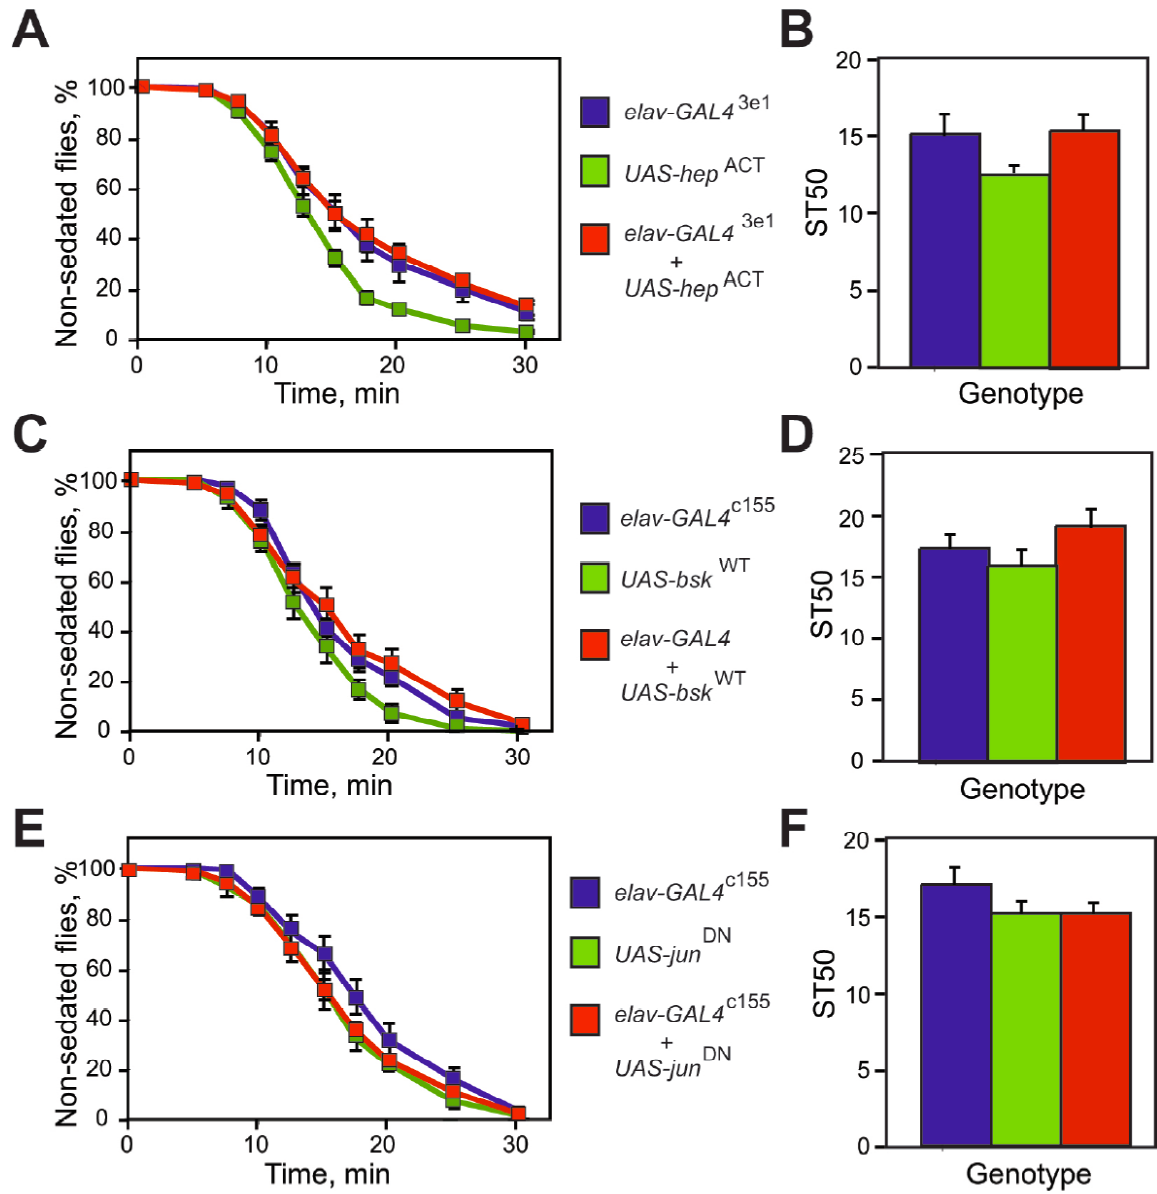 A
Non-sedated flies, %
100
80
60
40
20
0
0 10 20 30
Time, min
elav-GAL4 3e1
UAS-hep ACT
elav-GAL4 3e1
+
UAS-hep ACT
B
ST50
20
15
10
5
0
Genotype
C
Non-sedated flies, %
100
80
60
40
20
0
0 10 20 30
Time, min
elav-GAL4 c155
UAS-bsk WT
elav-GAL4
+
UAS-bsk WT
D
ST50
25
20
15
10
5
0
Genotype
E
Non-sedated flies, %
100
80
60
40
20
0
0 10 20 30
Time, min
elav-GAL4 c155
UAS-jun DN
elav-GAL4 c155
+
UAS-jun DN
F
ST50
20
15
10
5
0
Genotype